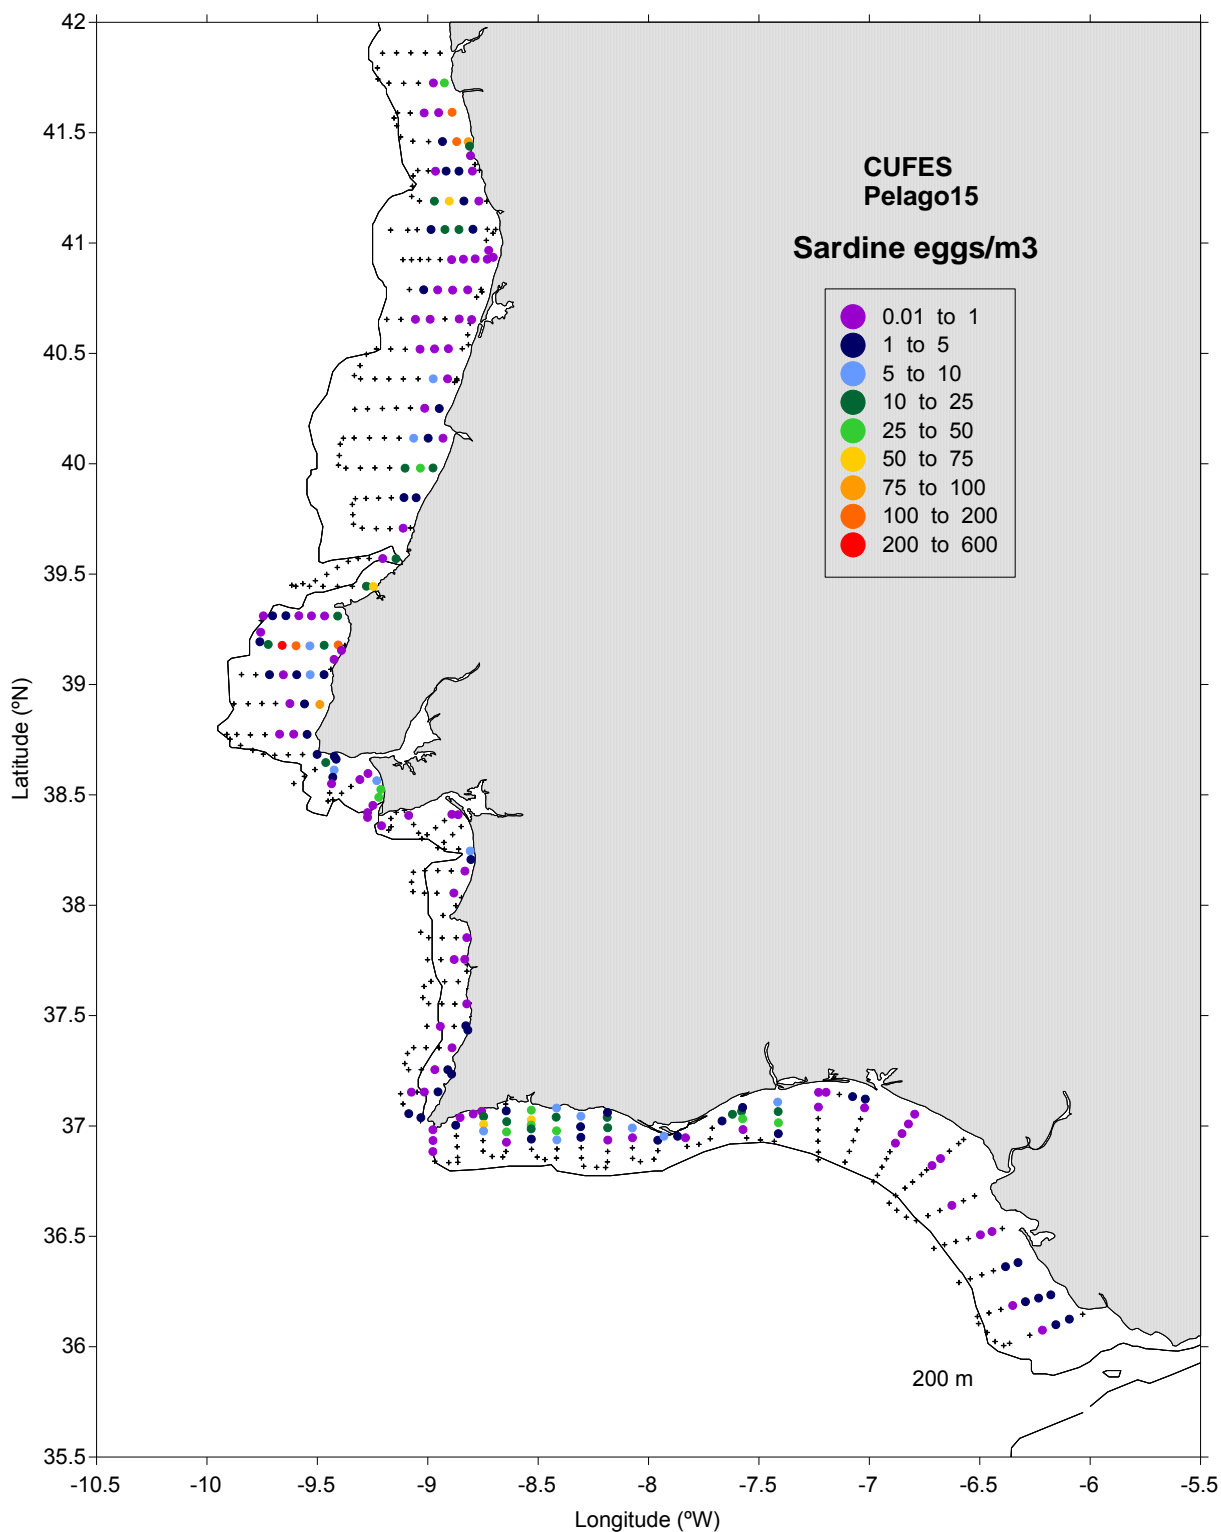 42
41.5
41
40.5
40
39.5
39
38.5
38
37.5
37
36.5
36
35.5
Latitude (ºN)
CUFES
Pelago15
Sardine eggs/m3
0.01 to 1
1 to 5
5 to 10
10 to 25
25 to 50
50 to 75
75 to 100
100 to 200
200 to 600
200 m
-10.5 -10 -9.5 -9 -8.5 -8 -7.5 -7 -6.5 -6 -5.5
Longitude (ºW)